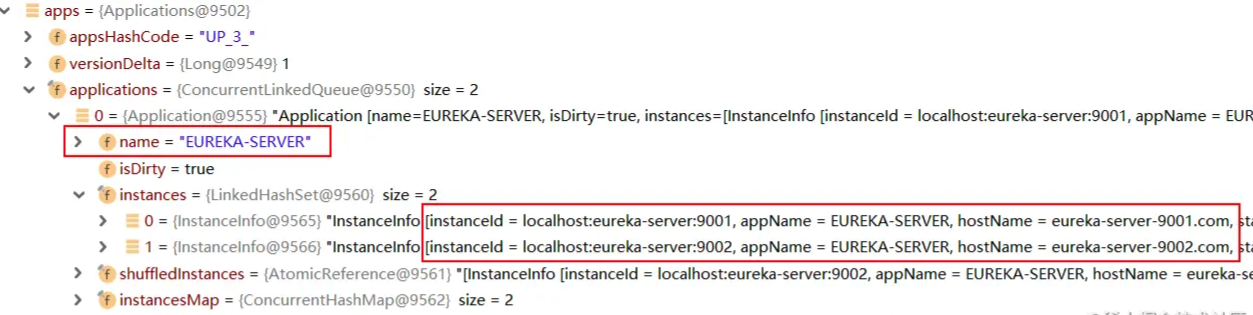 apps = {Applications@9502}
appsHashCode = "UP_3_"
versionDelta = {Long@9549} 1
applications = {ConcurrentLinkedQueue@9550} size = 2
0 = {Application@9555} "Application [name=EUREKA-SERVER, isDirty=true, instances=[InstanceInfo [instanceId = localhost:eureka-server:9001, appName = EUR
name = "EUREKA-SERVER"
isDirty = true
instances = {LinkedHashSet@9560} size = 2
0 = {InstanceInfo@9565} "InstanceInfo [instanceId = localhost:eureka-server:9001, appName = EUREKA-SERVER, hostName = eureka-server-9001.com, sta
1 = {InstanceInfo@9566} "InstanceInfo [instanceId = localhost:eureka-server:9002, appName = EUREKA-SERVER, hostName = eureka-server-9002.com, sta
shuffledInstances = {AtomicReference@9561} "[InstanceInfo [instanceId = localhost:eureka-server:9002, appName = EUREKA-SERVER, hostName = eureka-se
instancesMap = {ConcurrentHashMap@9562} size = 2